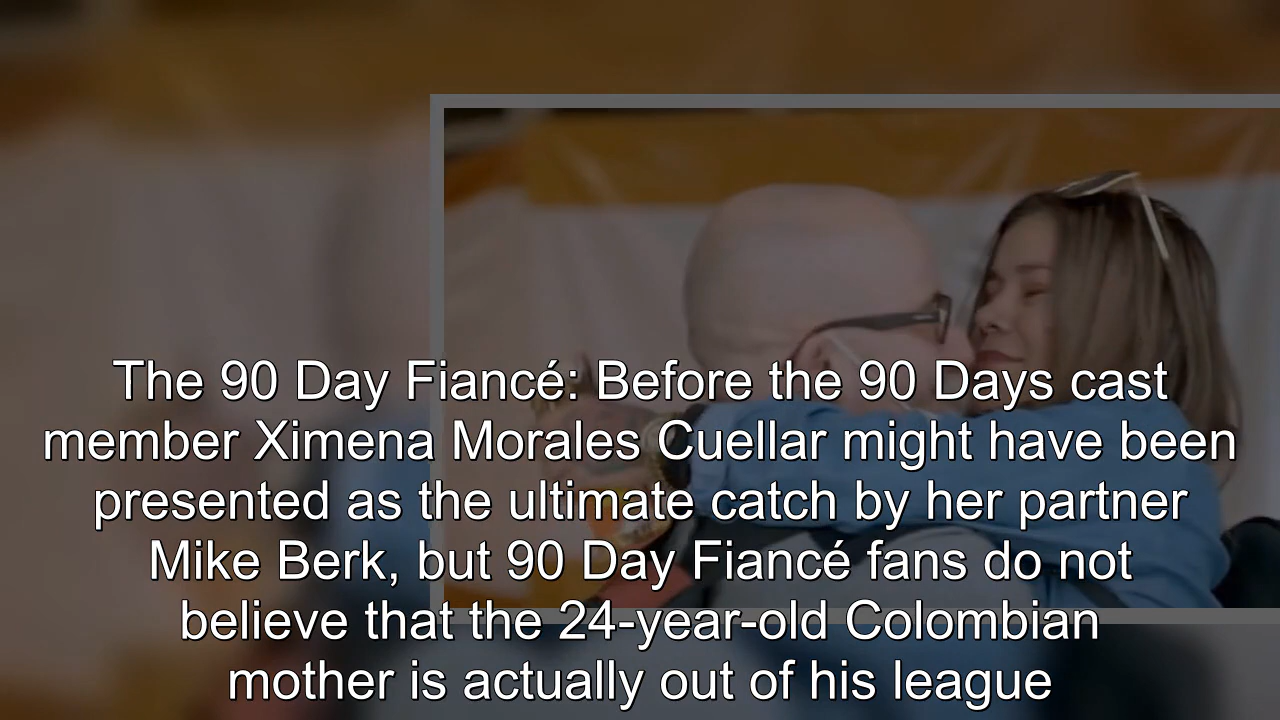 The 90 Day Fiancé: Before the 90 Days cast
member Ximena Morales Cuellar might have been
presented as the ultimate catch by her partner
Mike Berk, but 90 Day Fiancé fans do not
believe that the 24-year-old Colombian
mother is actually out of his league